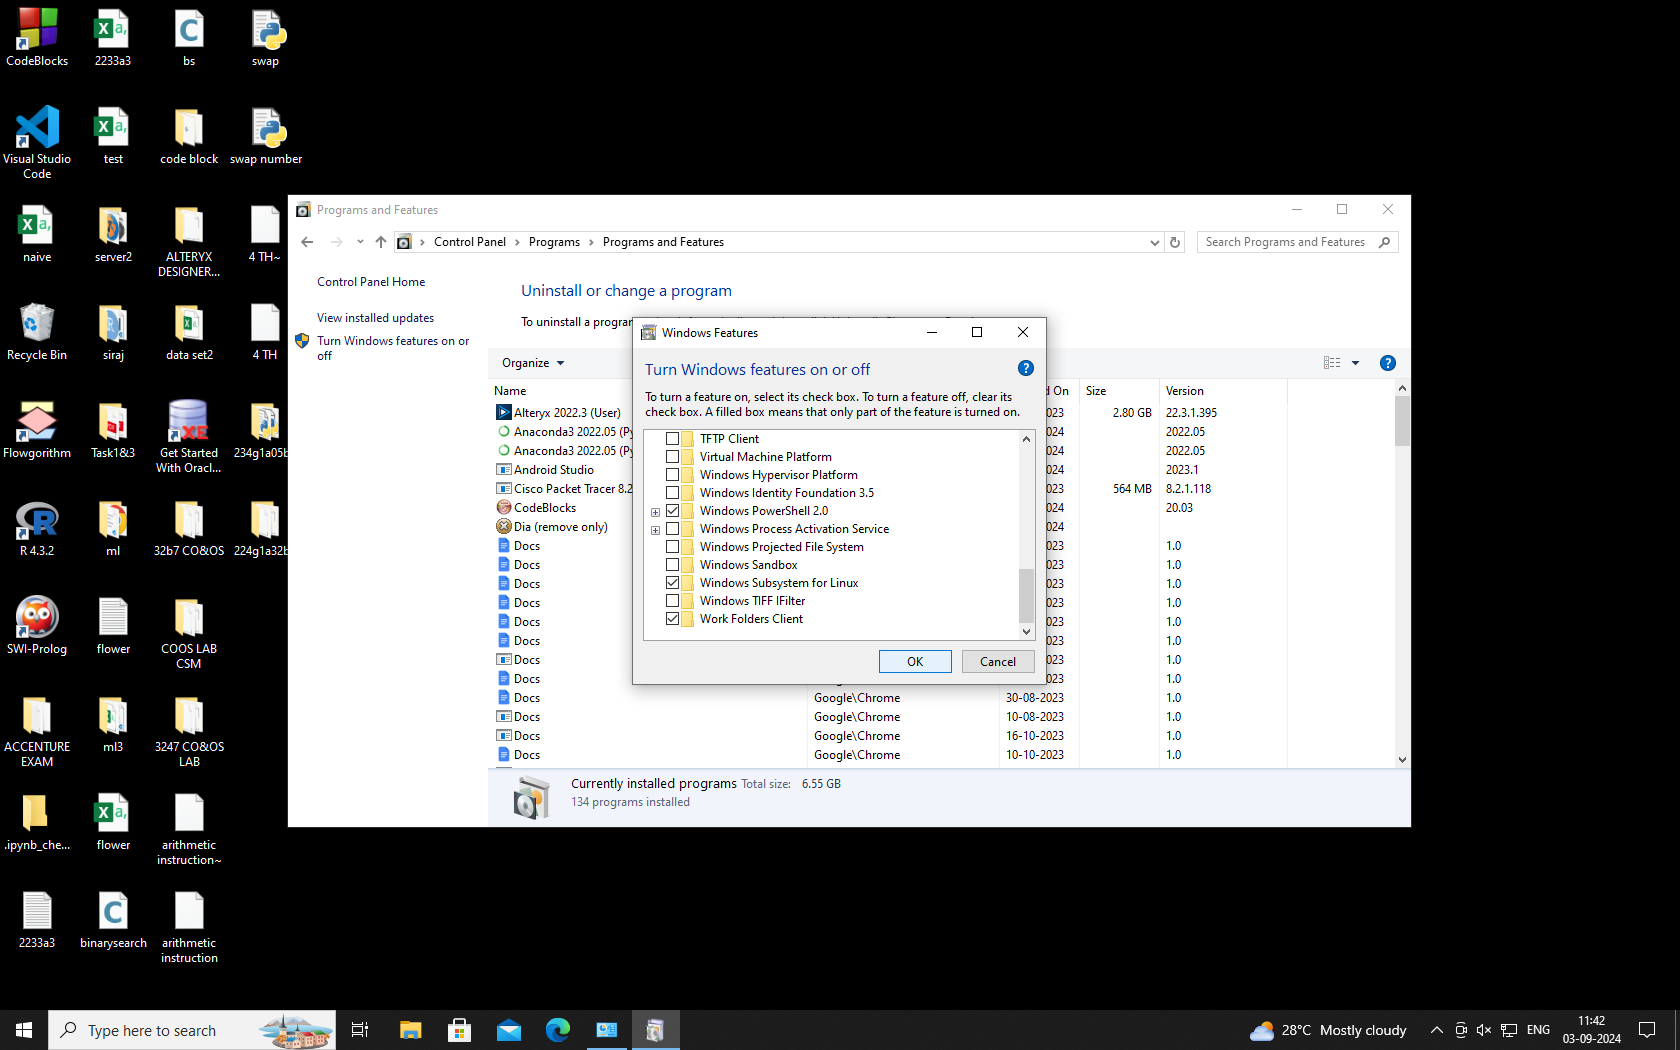 CodeBlocks
2233a3
bs
swap
Visual Studio
Code
test
code block
swap number
naive
server2
ALTERYX
DESIGNER...
4 TH~
Recycle Bin
siraj
data set2
4 TH
Flowgorithm
Task1&3
Get Started
With Oracl...
234g1a05b
R 4.3.2
ml
32b7 CO&OS
224g1a32b
SWI-Prolog
flower
COOS LAB
CSM
ACCENTURE
EXAM
ml3
3247 CO&OS
LAB
.ipynb_che...
flower
arithmetic
instruction~
2233a3
binarysearch
arithmetic
instruction
Programs and Features
Control Panel > Programs > Programs and Features
Search Programs and Features
Control Panel Home
View installed updates
Turn Windows features on or
off
Uninstall or change a program
To uninstall a program
Organize
Name
d On
Size
Version
Alteryx 2022.3 (User) 023 2.80 GB 22.3.1.395
Anaconda3 2022.05 (Py 024 2022.05
Anaconda3 2022.05 (Py 024 2022.05
Android Studio 024 2023.1
Cisco Packet Tracer 8.2 023 564 MB 8.2.1.118
CodeBlocks 024 20.03
Dia (remove only) 024
Docs 023 1.0
Docs 023 1.0
Docs 023 1.0
Docs 023 1.0
Docs 023 1.0
Docs 023 1.0
Docs 023 1.0
Docs 023 1.0
Docs Google\Chrome 30-08-2023 1.0
Docs Google\Chrome 10-08-2023 1.0
Docs Google\Chrome 16-10-2023 1.0
Docs Google\Chrome 10-10-2023 1.0
Currently installed programs Total size: 6.55 GB
134 programs installed
Windows Features
Turn Windows features on or off
To turn a feature on, select its check box. To turn a feature off, clear its
check box. A filled box means that only part of the feature is turned on.
TFTP Client
Virtual Machine Platform
Windows Hypervisor Platform
Windows Identity Foundation 3.5
Windows PowerShell 2.0
Windows Process Activation Service
Windows Projected File System
Windows Sandbox
Windows Subsystem for Linux
Windows TIFF IFilter
Work Folders Client
OK
Cancel
Type here to search
28°C Mostly cloudy
ENG
11:42
03-09-2024